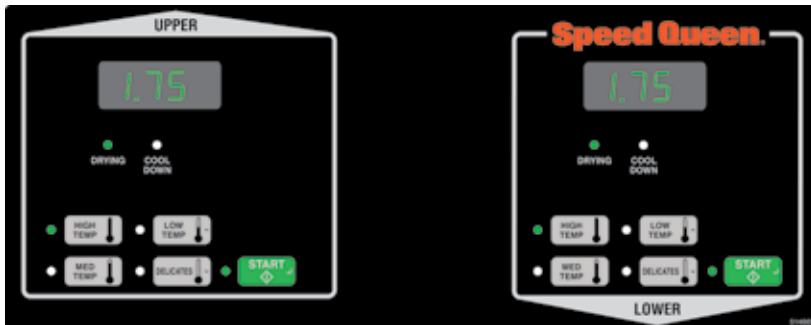 UPPER
1.75
DRYING
COOL
DOWN
HIGH
TEMP
LOW
TEMP
MED
TEMP
DELICATES
START
Speed Queen.
1.75
DRYING
COOL
DOWN
HIGH
TEMP
LOW
TEMP
MED
TEMP
DELICATES
START
LOWER